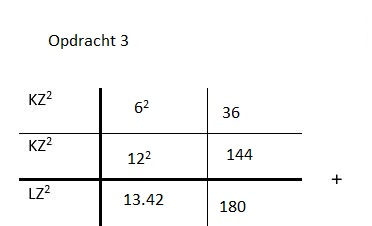 Opdracht 3
KZ² 6² 36
KZ² 12² 144
+
LZ² 13.42 180